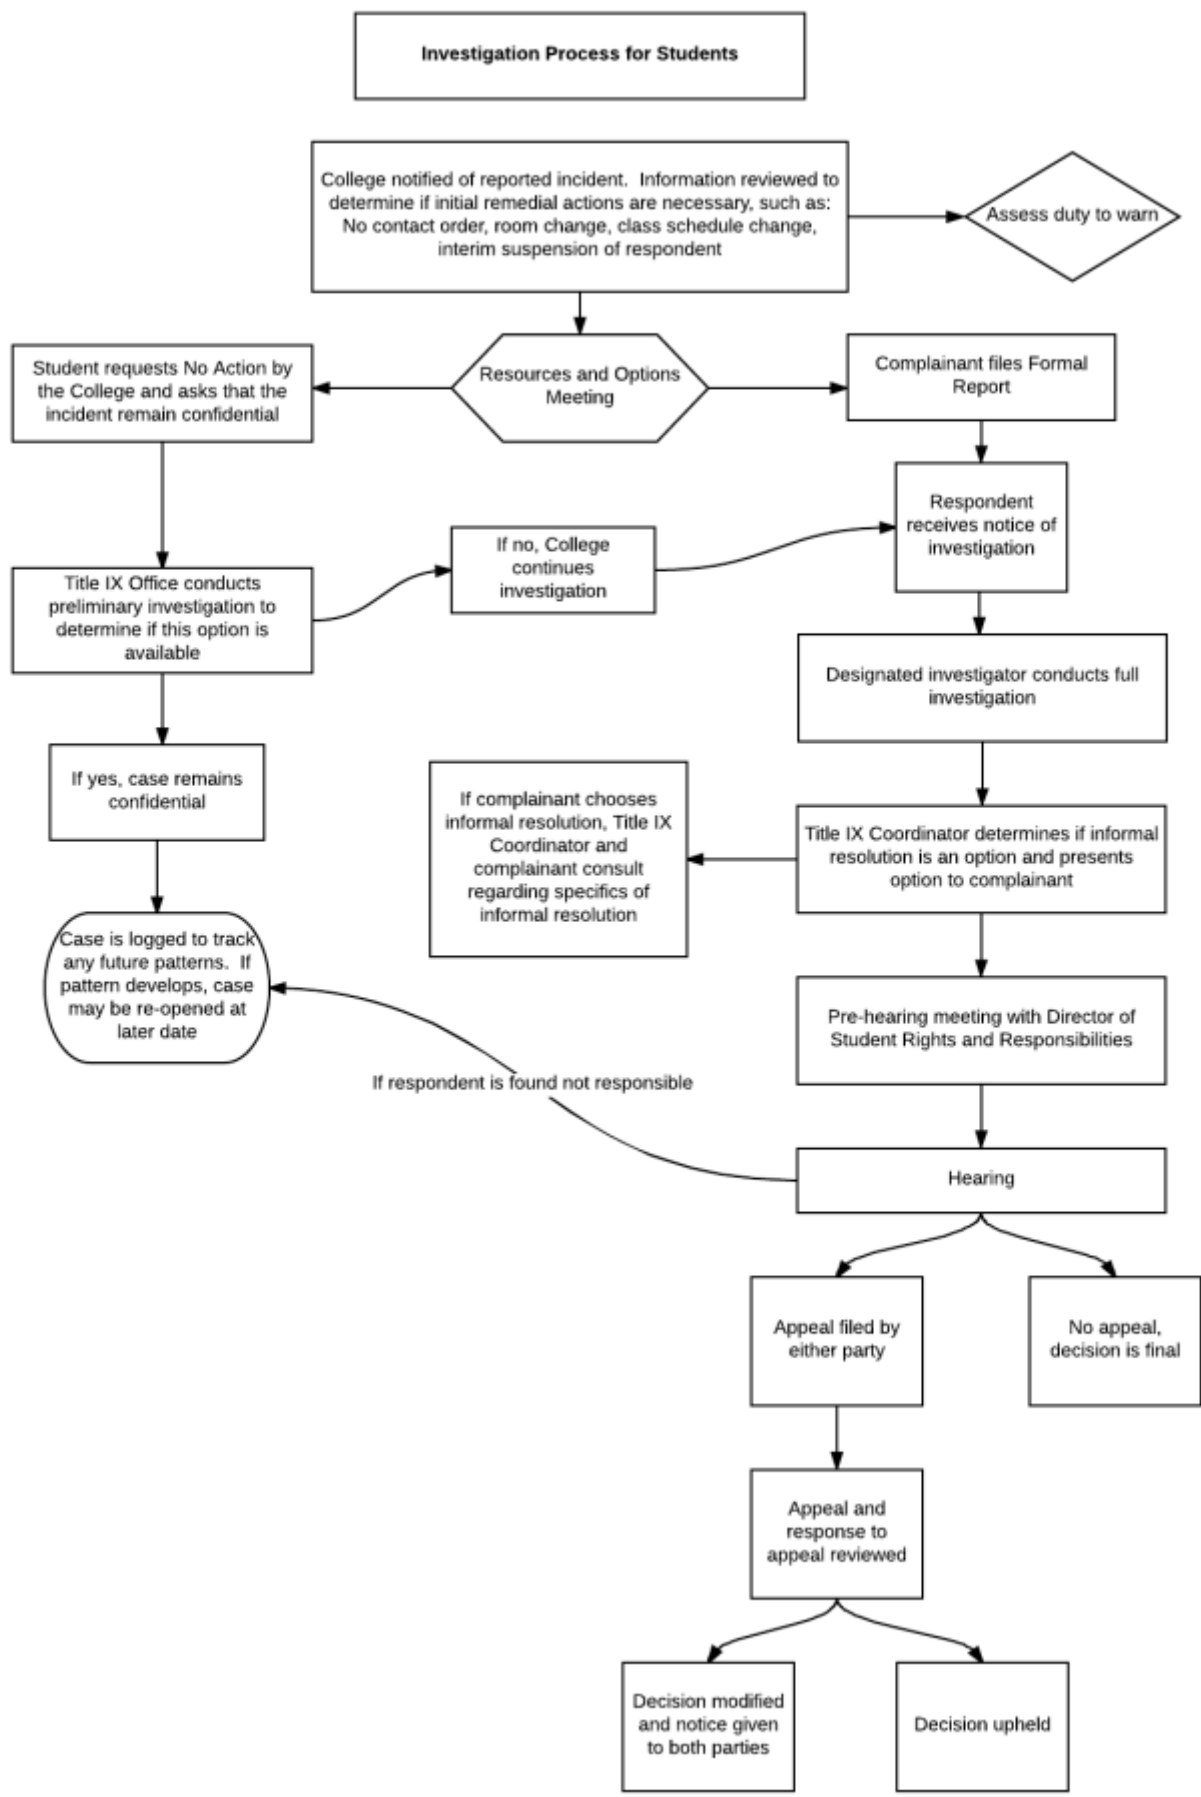 Investigation Process for Students
College notified of reported incident.  Information reviewed to
determine if initial remedial actions are necessary, such as:
No contact order, room change, class schedule change,
interim suspension of respondent
Assess duty to warn
Student requests No Action by
the College and asks that the
incident remain confidential
Resources and Options
Meeting
Complainant files Formal
Report
Respondent
receives notice of
investigation
If no, College
continues
investigation
Title IX Office conducts
preliminary investigation to
determine if this option is
available
Designated investigator conducts full
investigation
If yes, case remains
confidential
If complainant chooses
informal resolution, Title IX
Coordinator and
complainant consult
regarding specifics of
informal resolution
Title IX Coordinator determines if informal
resolution is an option and presents
option to complainant
Case is logged to track
any future patterns.  If
pattern develops, case
may be re-opened at
later date
Pre-hearing meeting with Director of
Student Rights and Responsibilities
If respondent is found not responsible
Hearing
Appeal filed by
either party
No appeal,
decision is final
Appeal and
response to
appeal reviewed
Decision modified
and notice given
to both parties
Decision upheld